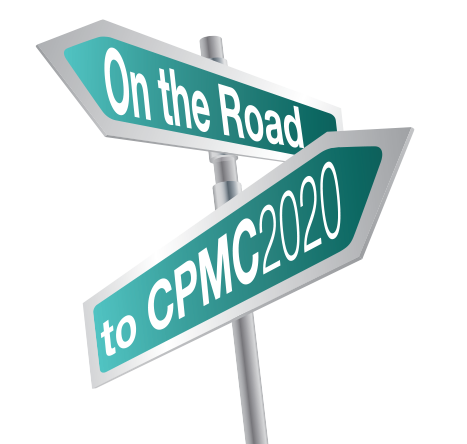 On the Road
to CPMC2020